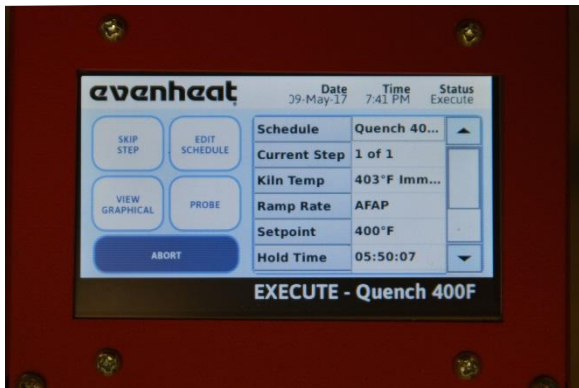 evenheat
Date Time Status
09-May-17 7:41 PM Execute
SKIP
STEP
EDIT
SCHEDULE
VIEW
GRAPHICAL
PROBE
ABORT
Schedule Quench 40...
Current Step 1 of 1
Kiln Temp 403°F Imm...
Ramp Rate AFAP
Setpoint 400°F
Hold Time 05:50:07
EXECUTE - Quench 400F